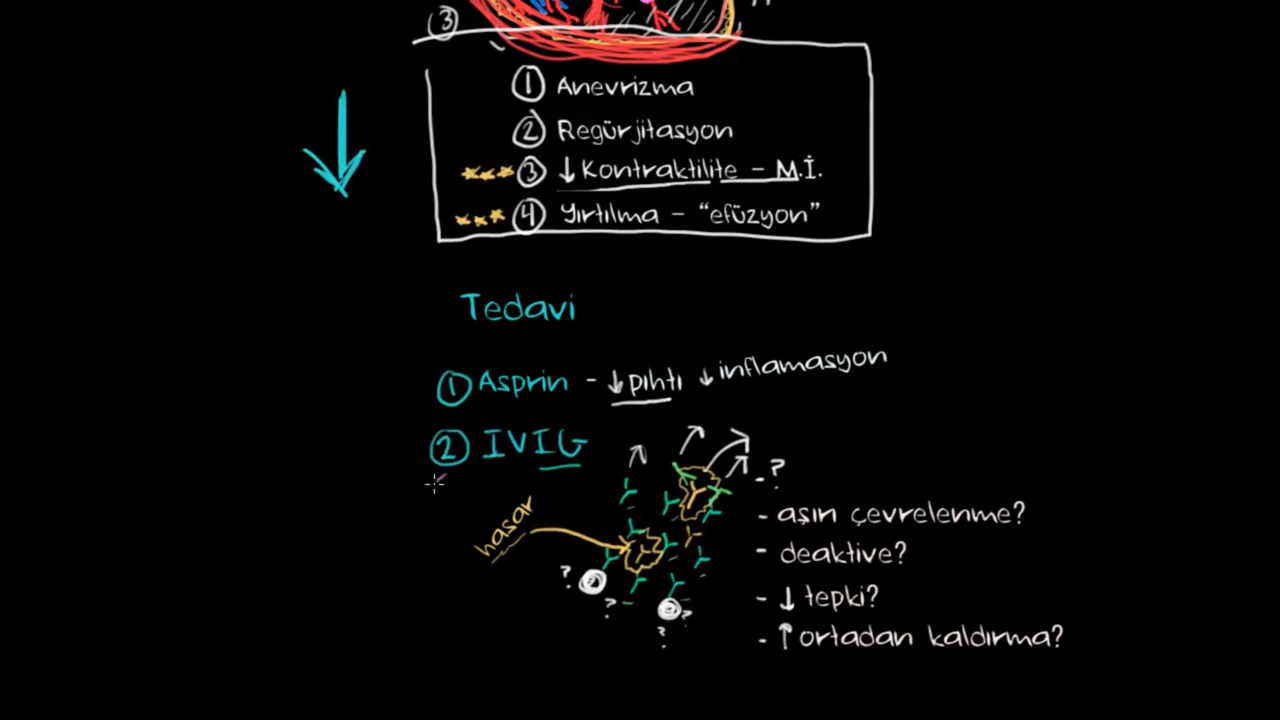 3
1 Anevrizma
2 Regürjitasyon
3 ↓ Kontraktilite - M.İ.
4 Yırtılma - "efüzyon"
Tedavi
1 Asprin - ↓ pıhtı ↓ inflamasyon
2 IVIG
hasar
- ?
- aşırı çevrelenme?
- deaktive?
- ↓ tepki?
- ↑ ortadan kaldırma?
? ? ? ?